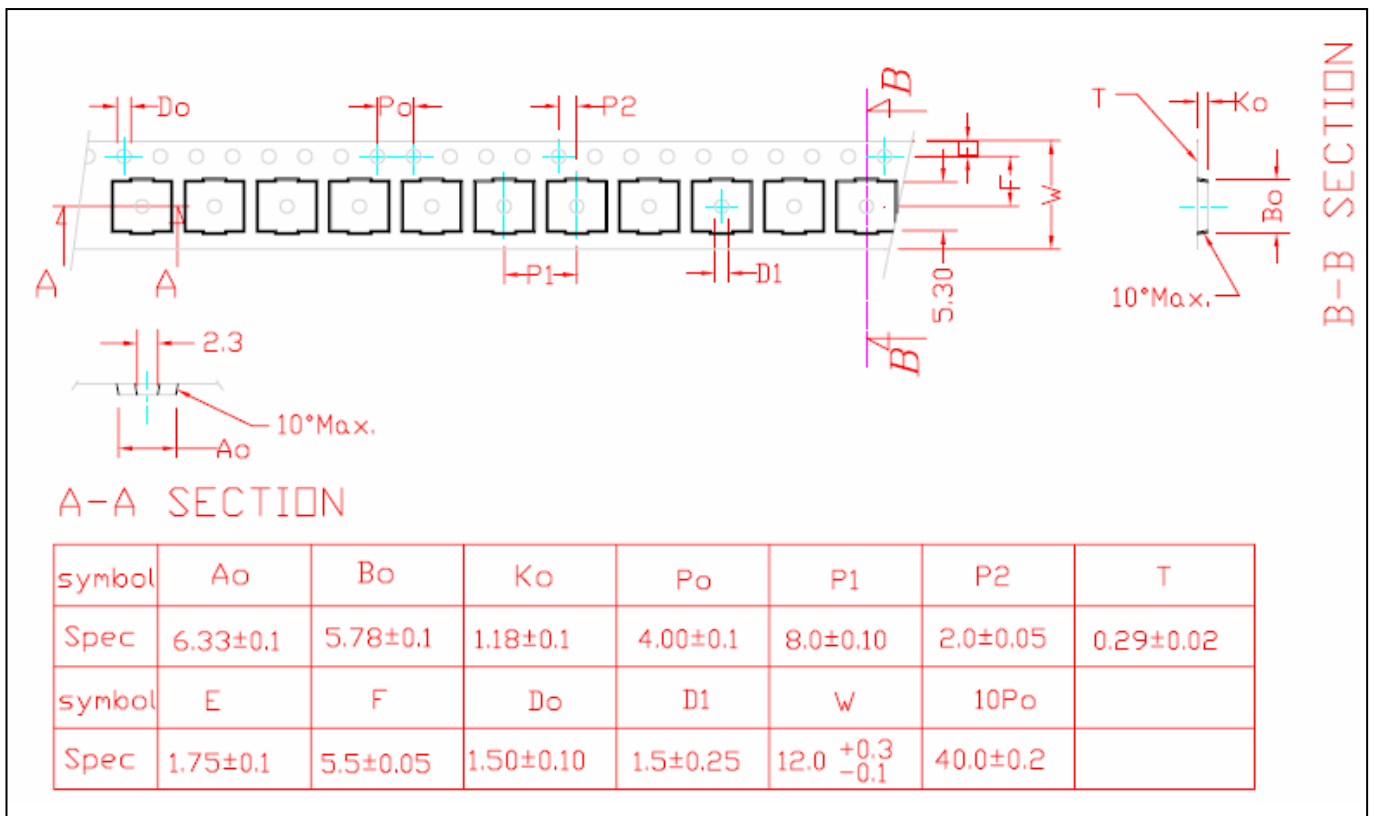 Do
Po
P2
B
T
Ko
E
F
W
Bo
B-B SECTION
A
A
P1
D1
5.30
10°Max.
B
2.3
10°Max.
Ao
A-A SECTION
symbol Ao Bo Ko Po P1 P2 T
Spec 6.33±0.1 5.78±0.1 1.18±0.1 4.00±0.1 8.0±0.10 2.0±0.05 0.29±0.02
symbol E F Do D1 W 10Po
Spec 1.75±0.1 5.5±0.05 1.50±0.10 1.5±0.25 12.0 +0.3 -0.1 40.0±0.2